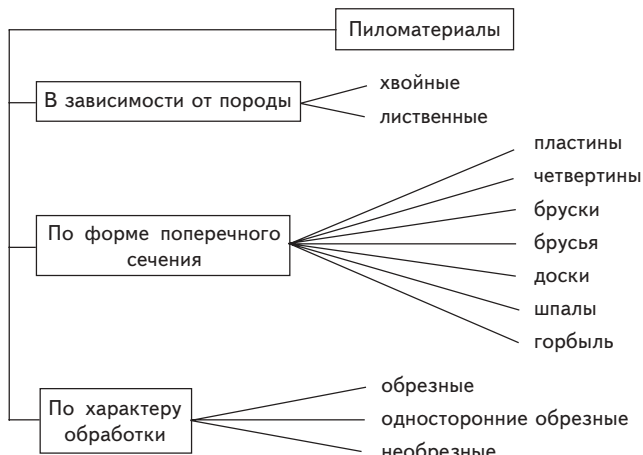 Пиломатериалы
В зависимости от породы
хвойные
лиственные
По форме поперечного
сечения
пластины
четвертины
бруски
брусья
доски
шпалы
горбыль
По характеру
обработки
обрезные
односторонние обрезные
необрезные